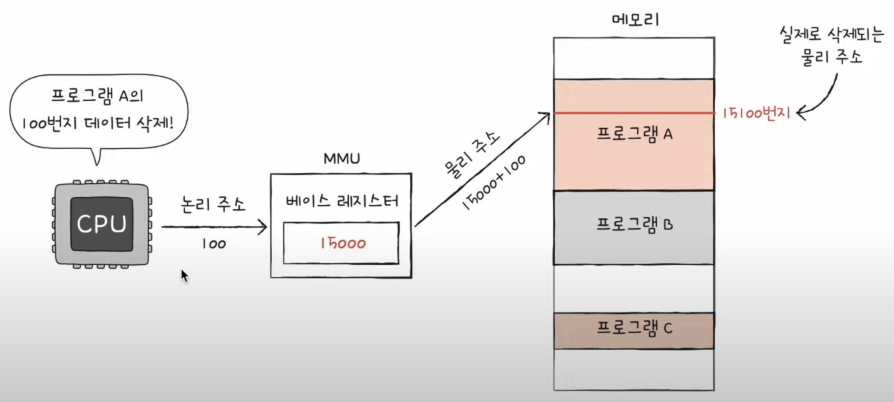 메모리
실제로 삭제되는
물리 주소
프로그램 A의
100번지 데이터 삭제!
15100번지
프로그램 A
물리 주소
15000+100
MMU
논리 주소
베이스 레지스터
CPU
15000
100
프로그램 B
프로그램 C